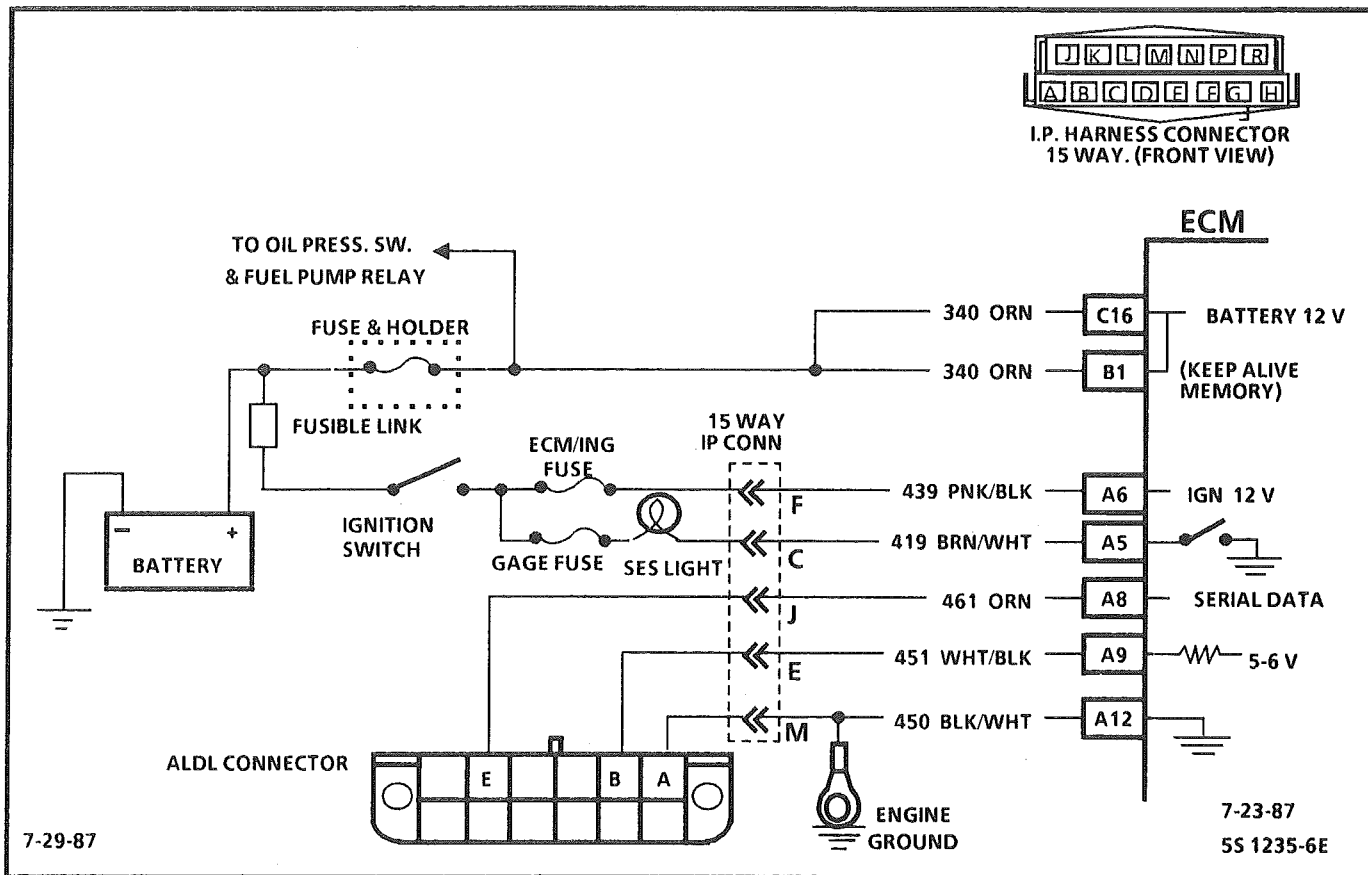 J K L M N P R
A B C D E F G H
I.P. HARNESS CONNECTOR
15 WAY. (FRONT VIEW)
ECM
TO OIL PRESS. SW.
& FUEL PUMP RELAY
340 ORN C16 BATTERY 12 V
FUSE & HOLDER
340 ORN B1 (KEEP ALIVE
MEMORY)
FUSIBLE LINK
15 WAY
IP CONN
ECM/ING
FUSE
F 439 PNK/BLK A6 IGN 12 V
IGNITION
SWITCH
GAGE FUSE
SES LIGHT
C 419 BRN/WHT A5
- +
BATTERY
J 461 ORN A8 SERIAL DATA
E 451 WHT/BLK A9 5-6 V
M 450 BLK/WHT A12
ALDL CONNECTOR
E B A
ENGINE
GROUND
7-29-87
7-23-87
5S 1235-6E